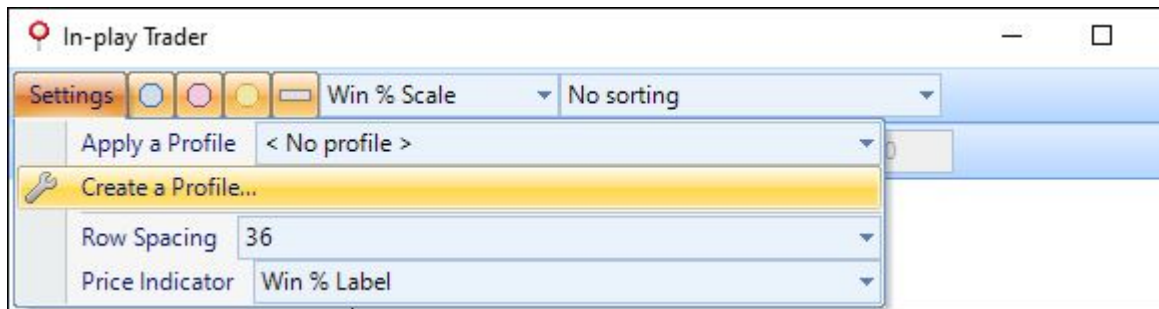 In-play Trader
Settings Win % Scale No sorting
Apply a Profile < No profile >
0
Create a Profile...
Row Spacing 36
Price Indicator Win % Label